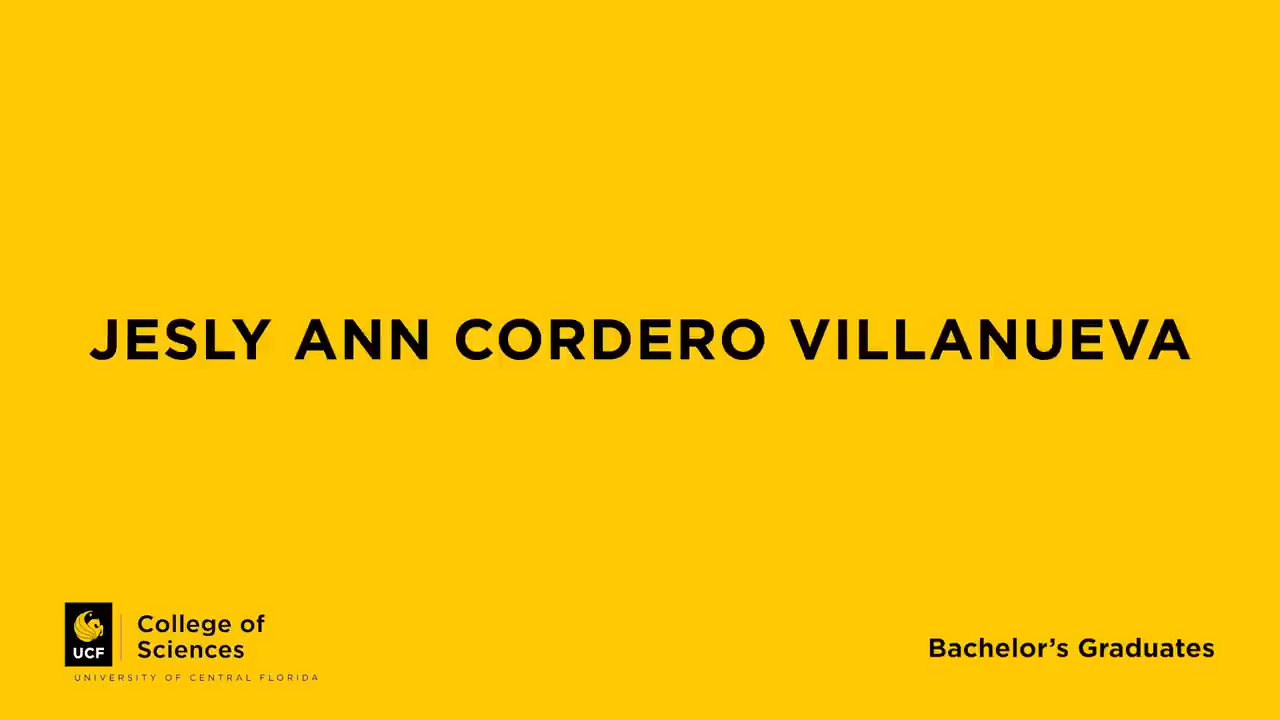 JESLY ANN CORDERO VILLANUEVA
UCF
College of
Sciences
UNIVERSITY OF CENTRAL FLORIDA
Bachelor’s Graduates